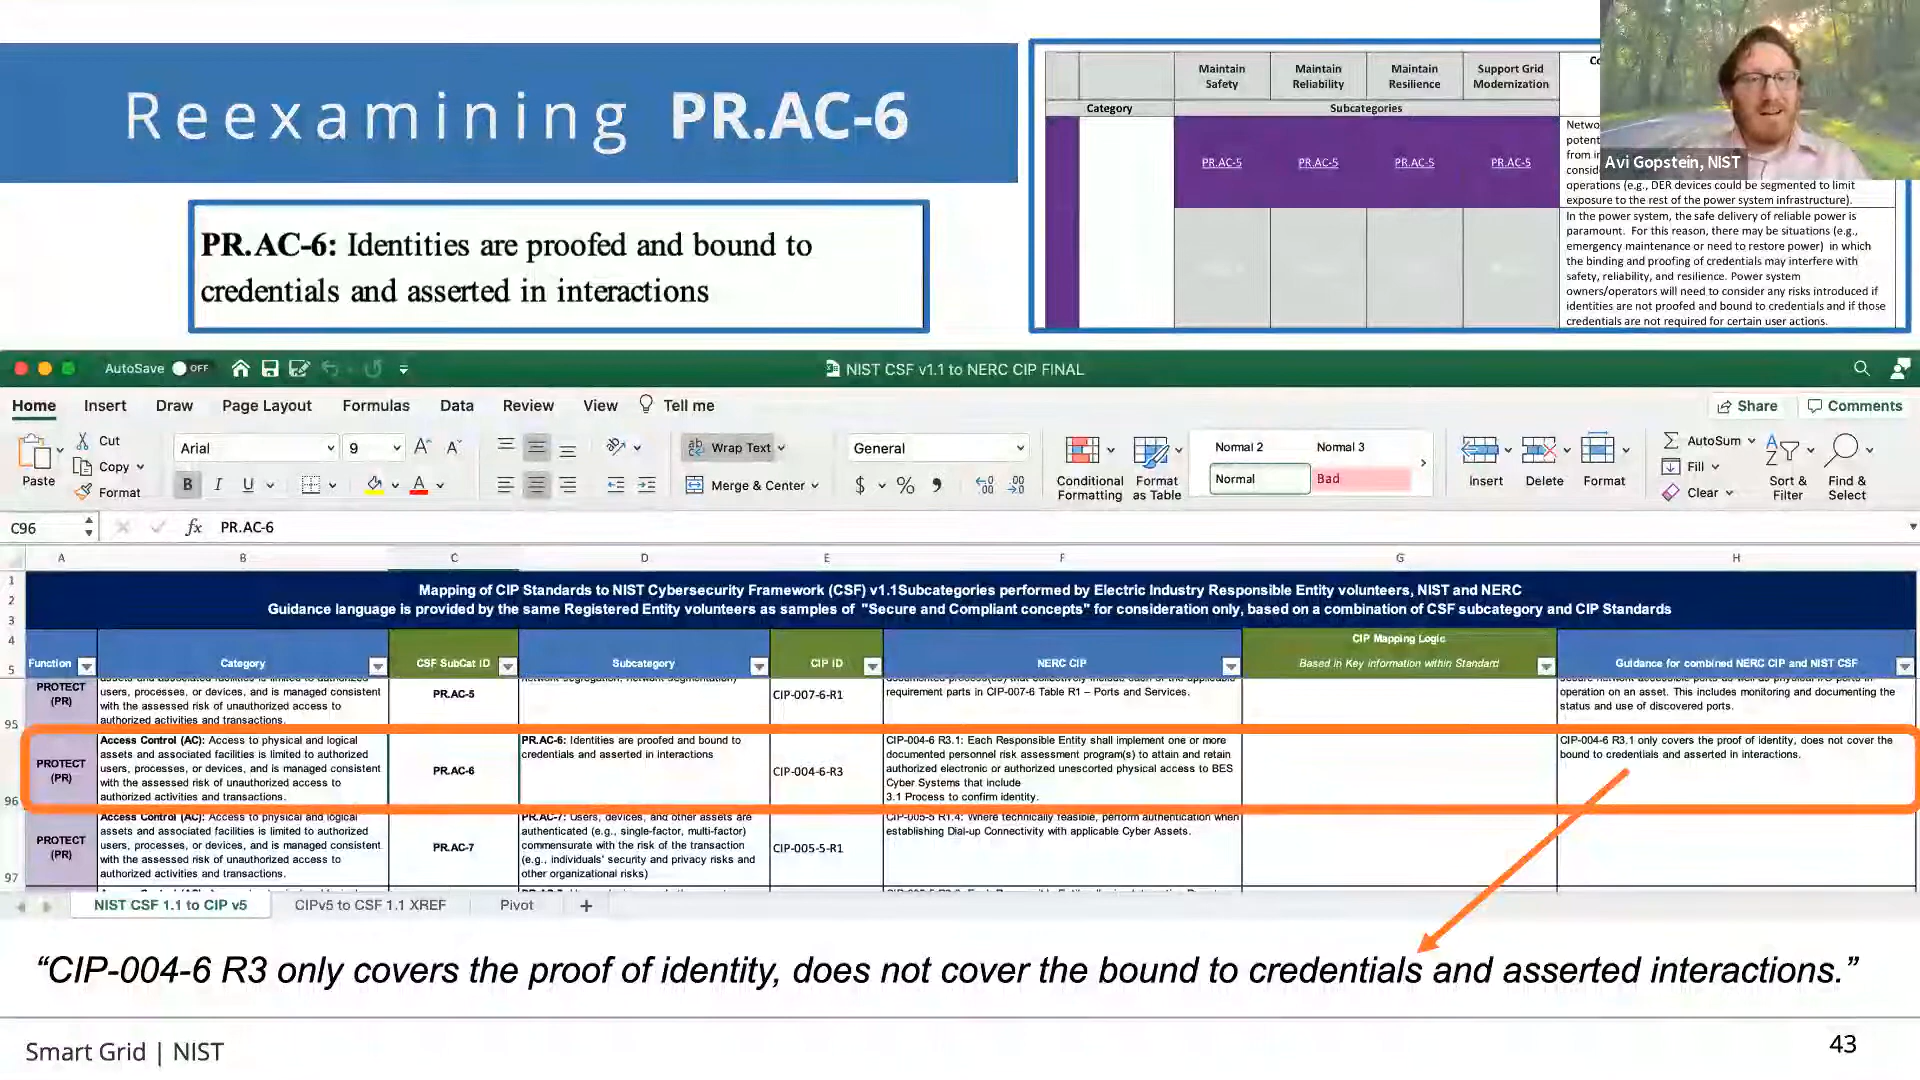 Reexamining PR.AC-6
PR.AC-6: Identities are proofed and bound to
credentials and asserted in interactions
Maintain Safety
Maintain Reliability
Maintain Resilience
Support Grid Modernization
Category
Subcategories
PR.AC-5 PR.AC-5 PR.AC-5 PR.AC-5
operations (e.g., DER devices could be segmented to limit
exposure to the rest of the power system infrastructure).
In the power system, the safe delivery of reliable power is
paramount. For this reason, there may be situations (e.g.,
emergency maintenance or need to restore power) in which
the binding and proofing of credentials may interfere with
safety, reliability, and resilience. Power system
owners/operators will need to consider any risks introduced if
identities are not proofed and bound to credentials and if those
credentials are not required for certain user actions.
Avi Gopstein, NIST
AutoSave OFF
NIST CSF v1.1 to NERC CIP FINAL
Home Insert Draw Page Layout Formulas Data Review View Tell me
Share Comments
Paste
Cut
Copy
Format
Arial 9
B I U
Wrap Text
Merge & Center
General
Conditional Formatting
Format as Table
Normal 2 Normal 3
Normal Bad
Insert Delete Format
AutoSum
Fill
Clear
Sort & Filter
Find & Select
C96 fx PR.AC-6
A B C D E F G H
1
2
3
4
5
Mapping of CIP Standards to NIST Cybersecurity Framework (CSF) v1.1Subcategories performed by Electric Industry Responsible Entity volunteers, NIST and NERC
Guidance language is provided by the same Registered Entity volunteers as samples of "Secure and Compliant concepts" for consideration only, based on a combination of CSF subcategory and CIP Standards
Function
Category
CSF SubCat ID
Subcategory
CIP ID
NERC CIP
CIP Mapping Logic
Based in Key information within Standard
Guidance for combined NERC CIP and NIST CSF
95
PROTECT (PR)
users, processes, or devices, and is managed consistent
with the assessed risk of unauthorized access to
authorized activities and transactions.
PR.AC-5
CIP-007-6-R1
requirement parts in CIP-007-6 Table R1 – Ports and Services.
operation on an asset. This includes monitoring and documenting the
status and use of discovered ports.
96
PROTECT (PR)
Access Control (AC): Access to physical and logical
assets and associated facilities is limited to authorized
users, processes, or devices, and is managed consistent
with the assessed risk of unauthorized access to
authorized activities and transactions.
PR.AC-6
PR.AC-6: Identities are proofed and bound to
credentials and asserted in interactions
CIP-004-6-R3
CIP-004-6 R3.1: Each Responsible Entity shall implement one or more
documented personnel risk assessment program(s) to attain and retain
authorized electronic or authorized unescorted physical access to BES
Cyber Systems that include
3.1 Process to confirm identity.
CIP-004-6 R3.1 only covers the proof of identity, does not cover the
bound to credentials and asserted in interactions.
97
PROTECT (PR)
Access Control (AC): Access to physical and logical
assets and associated facilities is limited to authorized
users, processes, or devices, and is managed consistent
with the assessed risk of unauthorized access to
authorized activities and transactions.
PR.AC-7
PR.AC-7: Users, devices, and other assets are
authenticated (e.g., single-factor, multi-factor)
commensurate with the risk of the transaction
(e.g., individuals' security and privacy risks and
other organizational risks)
CIP-005-5-R1
CIP-005-5 R1.4: Where technically feasible, perform authentication when
establishing Dial-up Connectivity with applicable Cyber Assets.
NIST CSF 1.1 to CIP v5 CIPv5 to CSF 1.1 XREF Pivot +
“CIP-004-6 R3 only covers the proof of identity, does not cover the bound to credentials and asserted interactions.”
Smart Grid | NIST
43